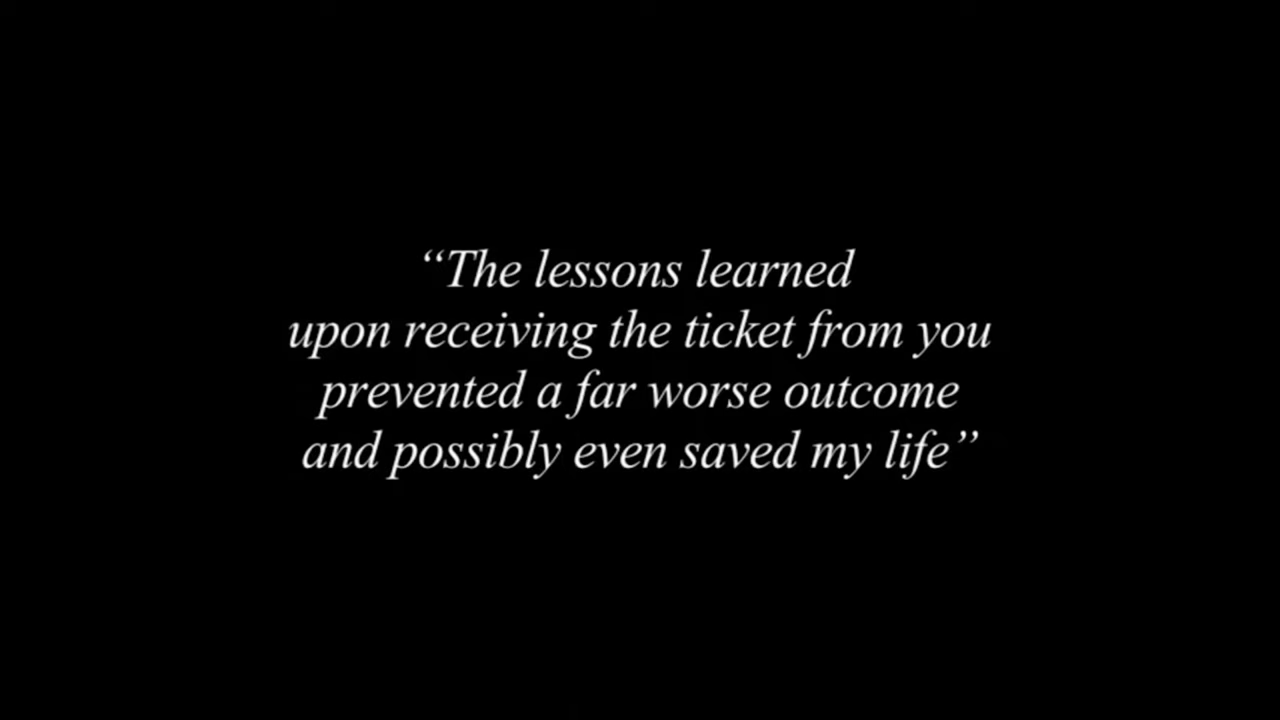 “The lessons learned
upon receiving the ticket from you
prevented a far worse outcome
and possibly even saved my life”